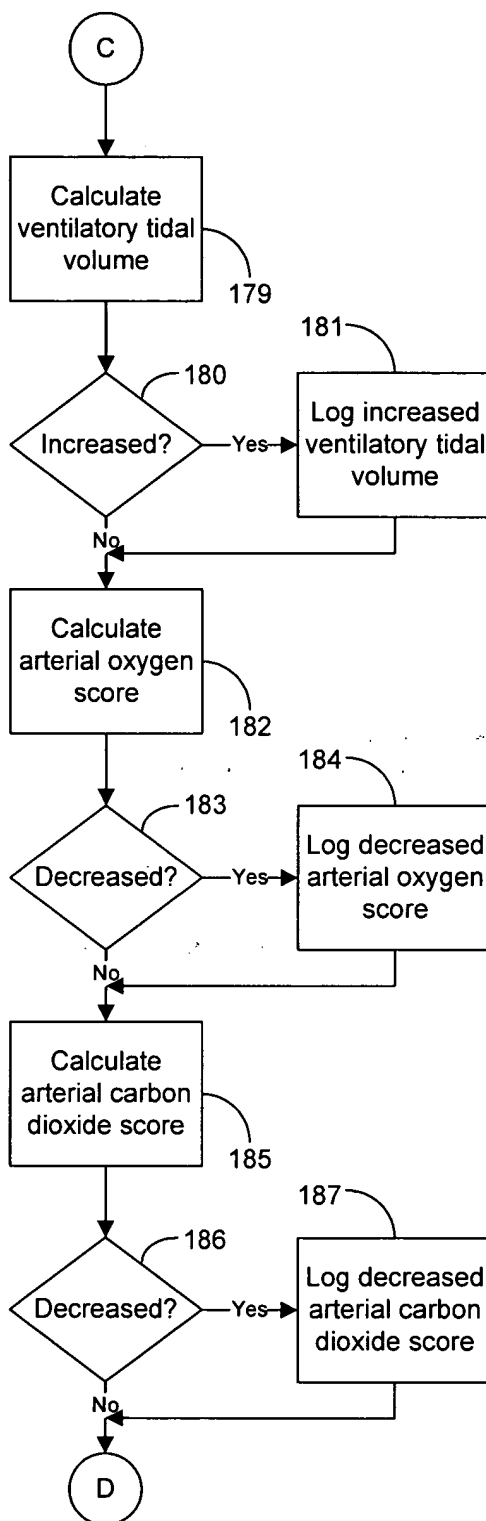 C
Calculate
ventilatory tidal
volume
179
180
181
Increased?
Yes
Log increased
ventilatory tidal
volume
No
Calculate
arterial oxygen
score
182
183
184
Decreased?
Yes
Log decreased
arterial oxygen
score
No
Calculate
arterial carbon
dioxide score
185
186
187
Decreased?
Yes
Log decreased
arterial carbon
dioxide score
No
D